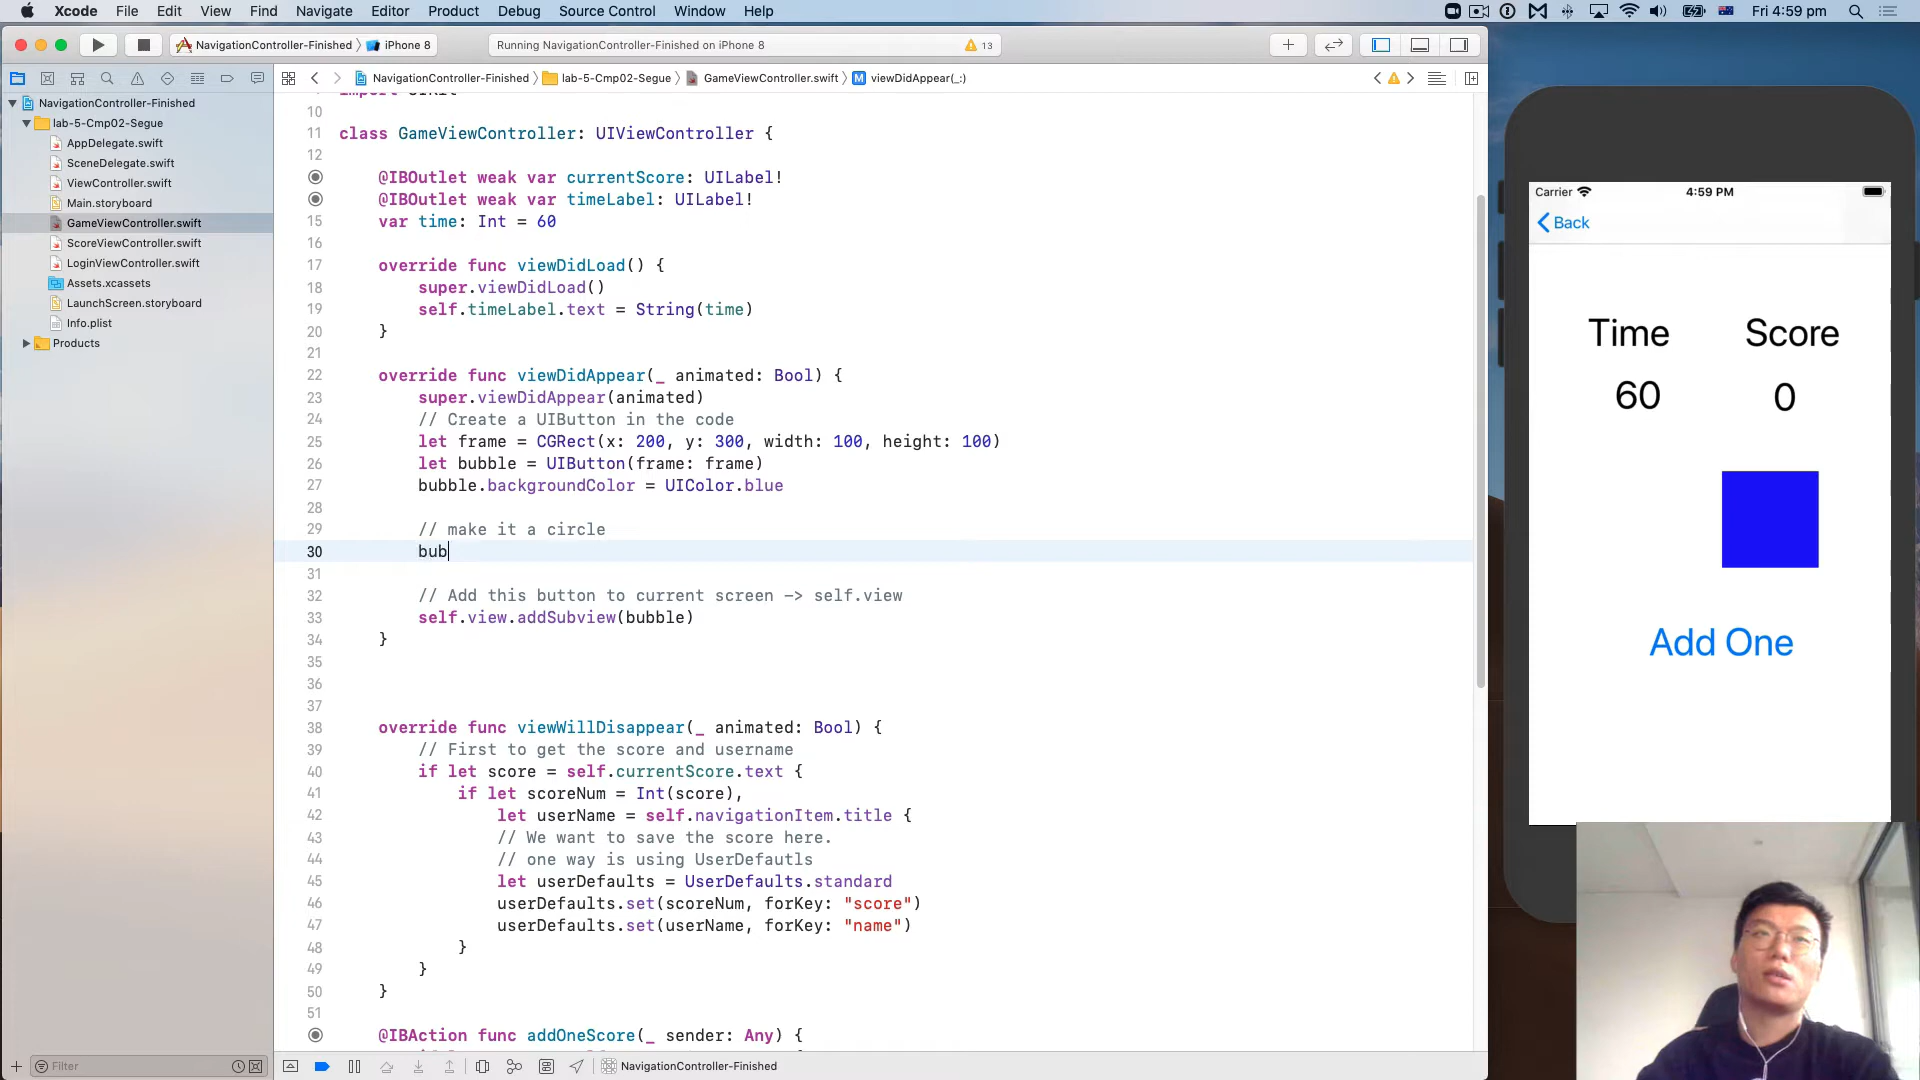 Xcode File Edit View Find Navigate Editor Product Debug Source Control Window Help
Fri 4:59 pm
NavigationController-Finished iPhone 8
Running NavigationController-Finished on iPhone 8
13
NavigationController-Finished lab-5-Cmp02-Segue GameViewController.swift M viewDidAppear(_:)
NavigationController-Finished
lab-5-Cmp02-Segue
AppDelegate.swift
SceneDelegate.swift
ViewController.swift
Main.storyboard
GameViewController.swift
ScoreViewController.swift
LoginViewController.swift
Assets.xcassets
LaunchScreen.storyboard
Info.plist
Products
Filter
10
11 class GameViewController: UIViewController {
12
@IBOutlet weak var currentScore: UILabel!
@IBOutlet weak var timeLabel: UILabel!
15 var time: Int = 60
16
17 override func viewDidLoad() {
18 super.viewDidLoad()
19 self.timeLabel.text = String(time)
20 }
21
22 override func viewDidAppear(_ animated: Bool) {
23 super.viewDidAppear(animated)
24 // Create a UIButton in the code
25 let frame = CGRect(x: 200, y: 300, width: 100, height: 100)
26 let bubble = UIButton(frame: frame)
27 bubble.backgroundColor = UIColor.blue
28
29 // make it a circle
30 bub
31
32 // Add this button to current screen -> self.view
33 self.view.addSubview(bubble)
34 }
35
36
37
38 override func viewWillDisappear(_ animated: Bool) {
39 // First to get the score and username
40 if let score = self.currentScore.text {
41 if let scoreNum = Int(score),
42 let userName = self.navigationItem.title {
43 // We want to save the score here.
44 // one way is using UserDefautls
45 let userDefaults = UserDefaults.standard
46 userDefaults.set(scoreNum, forKey: "score")
47 userDefaults.set(userName, forKey: "name")
48 }
49 }
50 }
51
@IBAction func addOneScore(_ sender: Any) {
NavigationController-Finished
Carrier 4:59 PM
Back
Time Score
60 0
Add One